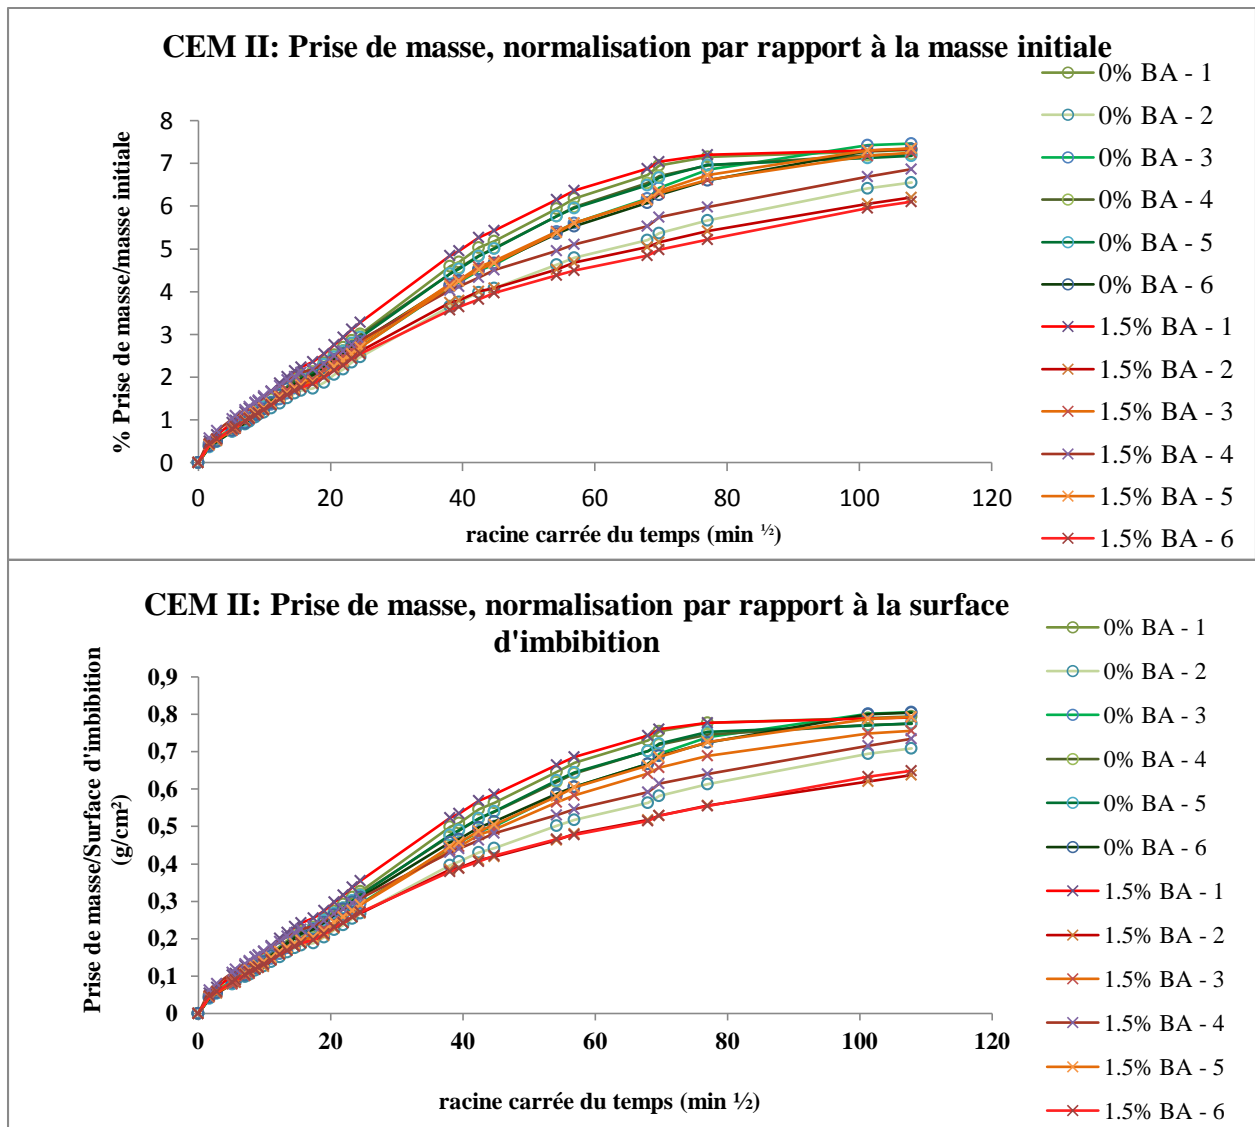 CEM II: Prise de masse, normalisation par rapport à la masse initiale
% Prise de masse/masse initiale
8
7
6
5
4
3
2
1
0
0 20 40 60 80 100 120
racine carrée du temps (min ½)
0% BA - 1
0% BA - 2
0% BA - 3
0% BA - 4
0% BA - 5
0% BA - 6
1.5% BA - 1
1.5% BA - 2
1.5% BA - 3
1.5% BA - 4
1.5% BA - 5
1.5% BA - 6
CEM II: Prise de masse, normalisation par rapport à la surface
d'imbibition
Prise de masse/Surface d'imbibition
(g/cm²)
0,9
0,8
0,7
0,6
0,5
0,4
0,3
0,2
0,1
0
0 20 40 60 80 100 120
racine carrée du temps (min ½)
0% BA - 1
0% BA - 2
0% BA - 3
0% BA - 4
0% BA - 5
0% BA - 6
1.5% BA - 1
1.5% BA - 2
1.5% BA - 3
1.5% BA - 4
1.5% BA - 5
1.5% BA - 6